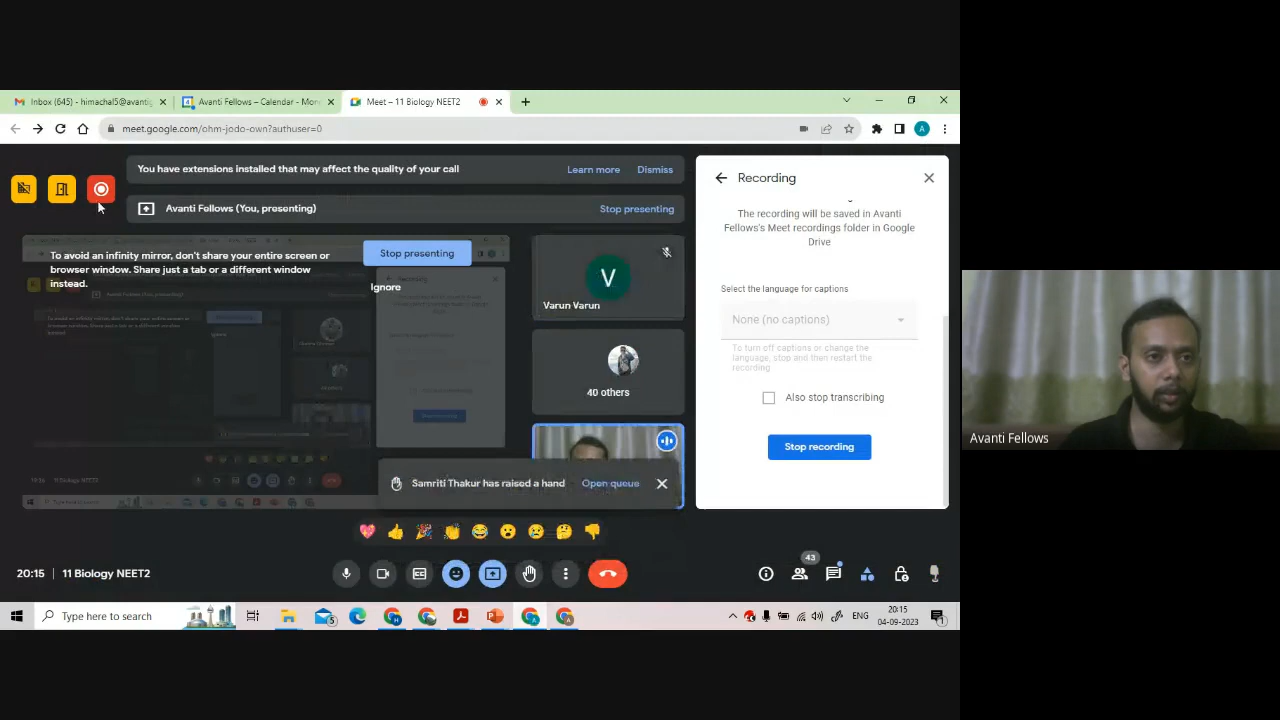 Inbox (645) - himachal5@avantig
Avanti Fellows – Calendar - Mon
Meet – 11 Biology NEET2
meet.google.com/ohm-jodo-own?authuser=0
You have extensions installed that may affect the quality of your call
Learn more
Dismiss
Avanti Fellows (You, presenting)
Stop presenting
To avoid an infinity mirror, don't share your entire screen or
browser window. Share just a tab or a different window
instead.
Stop presenting
Ignore
V
Varun Varun
40 others
Samriti Thakur has raised a hand
Open queue
Recording
The recording will be saved in Avanti
Fellows's Meet recordings folder in Google
Drive
Select the language for captions
None (no captions)
To turn off captions or change the
language, stop and then restart the
recording
Also stop transcribing
Stop recording
Avanti Fellows
20:15 | 11 Biology NEET2
43
Type here to search
5
ENG
20:15
04-09-2023
1